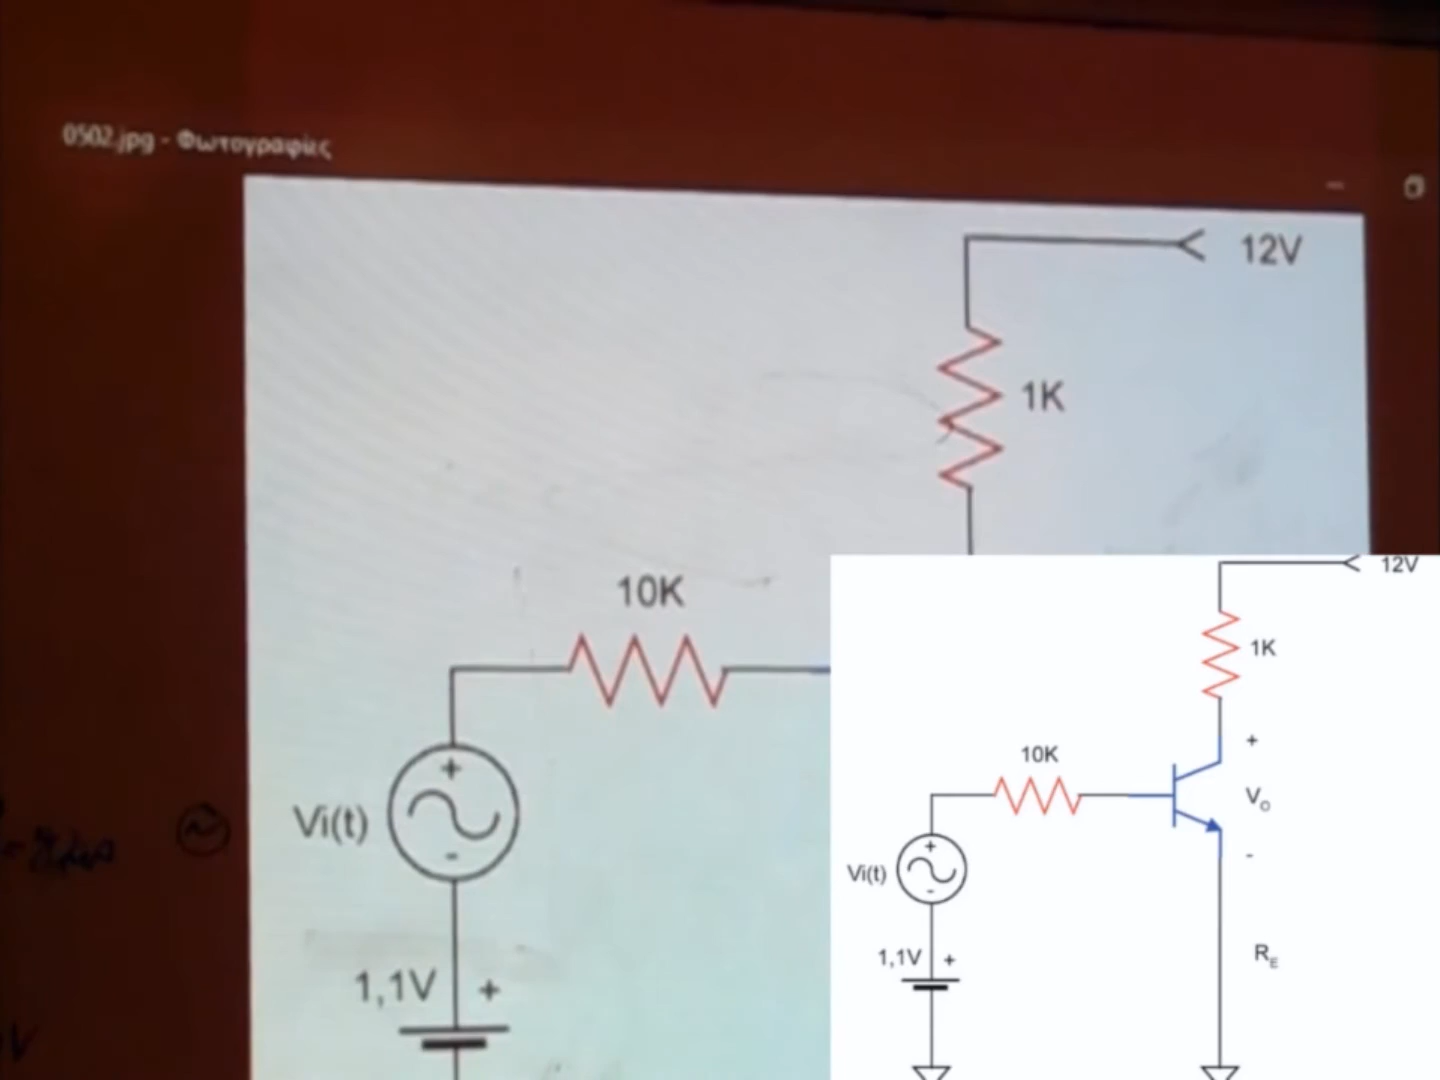 0502.jpg - Φωτογραφίες
12V
1K
10K
+
Vi(t)
-
1,1V +
12V
1K
+
10K
Vo
+
Vi(t)
-
-
1,1V +
RE